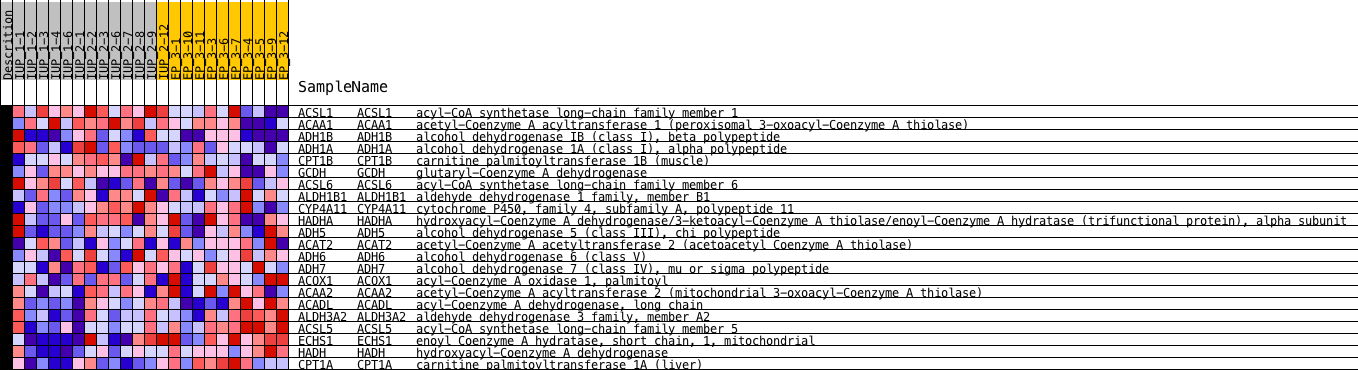 Descrition
IUP_1-1
IUP_1-2
IUP_1-3
IUP_1-4
IUP_1-6
IUP_2-1
IUP_2-2
IUP_2-3
IUP_2-6
IUP_2-7
IUP_2-8
IUP_2-9
IUP_2-12
EP_3-1
EP_3-10
EP_3-11
EP_3-3
EP_3-6
EP_3-7
EP_3-4
EP_3-5
EP_3-9
EP_3-12
SampleName
ACSL1 ACSL1 acyl-CoA synthetase long-chain family member 1
ACAA1 ACAA1 acetyl-Coenzyme A acyltransferase 1 (peroxisomal 3-oxoacyl-Coenzyme A thiolase)
ADH1B ADH1B alcohol dehydrogenase IB (class I), beta polypeptide
ADH1A ADH1A alcohol dehydrogenase 1A (class I), alpha polypeptide
CPT1B CPT1B carnitine palmitoyltransferase 1B (muscle)
GCDH GCDH glutaryl-Coenzyme A dehydrogenase
ACSL6 ACSL6 acyl-CoA synthetase long-chain family member 6
ALDH1B1 ALDH1B1 aldehyde dehydrogenase 1 family, member B1
CYP4A11 CYP4A11 cytochrome P450, family 4, subfamily A, polypeptide 11
HADHA HADHA hydroxyacyl-Coenzyme A dehydrogenase/3-ketoacyl-Coenzyme A thiolase/enoyl-Coenzyme A hydratase (trifunctional protein), alpha subunit
ADH5 ADH5 alcohol dehydrogenase 5 (class III), chi polypeptide
ACAT2 ACAT2 acetyl-Coenzyme A acetyltransferase 2 (acetoacetyl Coenzyme A thiolase)
ADH6 ADH6 alcohol dehydrogenase 6 (class V)
ADH7 ADH7 alcohol dehydrogenase 7 (class IV), mu or sigma polypeptide
ACOX1 ACOX1 acyl-Coenzyme A oxidase 1, palmitoyl
ACAA2 ACAA2 acetyl-Coenzyme A acyltransferase 2 (mitochondrial 3-oxoacyl-Coenzyme A thiolase)
ACADL ACADL acyl-Coenzyme A dehydrogenase, long chain
ALDH3A2 ALDH3A2 aldehyde dehydrogenase 3 family, member A2
ACSL5 ACSL5 acyl-CoA synthetase long-chain family member 5
ECHS1 ECHS1 enoyl Coenzyme A hydratase, short chain, 1, mitochondrial
HADH HADH hydroxyacyl-Coenzyme A dehydrogenase
CPT1A CPT1A carnitine palmitoyltransferase 1A (liver)